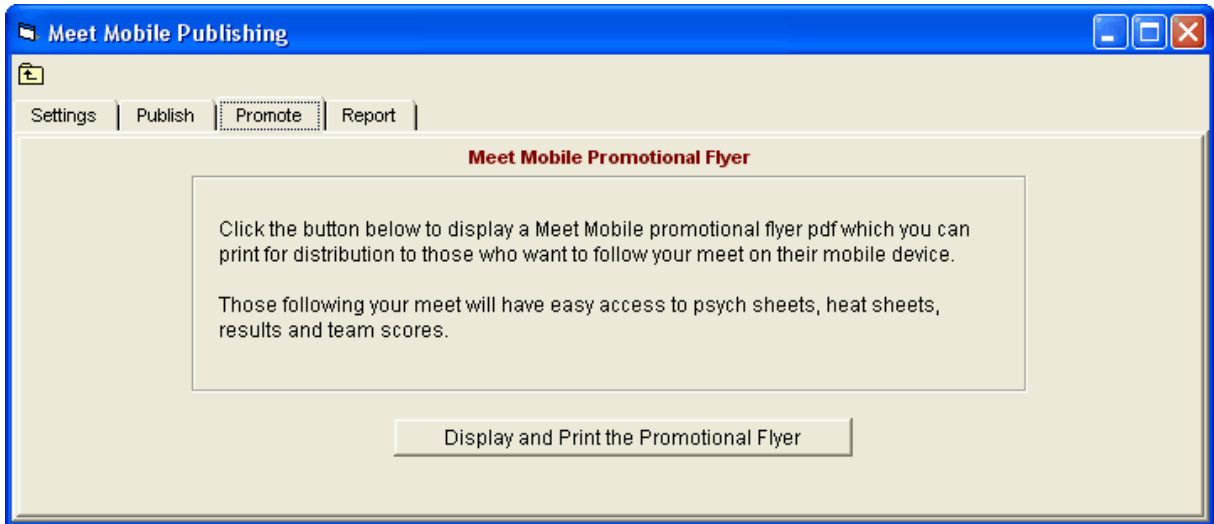 Meet Mobile Publishing
Settings
Publish
Promote
Report
Meet Mobile Promotional Flyer
Click the button below to display a Meet Mobile promotional flyer pdf which you can
print for distribution to those who want to follow your meet on their mobile device.
Those following your meet will have easy access to psych sheets, heat sheets,
results and team scores.
Display and Print the Promotional Flyer